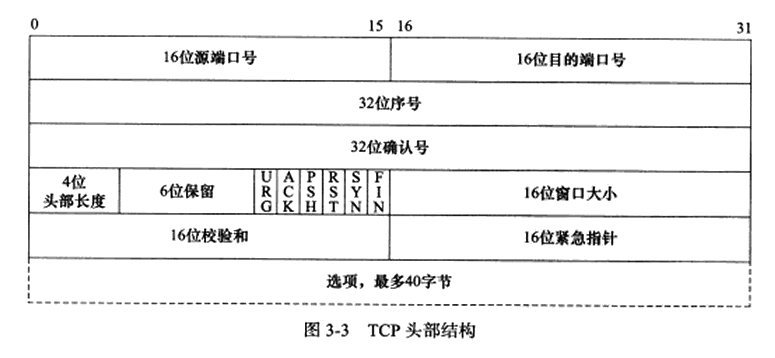 0 15 16 31
16位源端口号 16位目的端口号
32位序号
32位确认号
4位 头部长度 6位保留 URG ACK PSH RST SYN FIN 16位窗口大小
16位校验和 16位紧急指针
选项，最多40字节
图 3-3 TCP 头部结构